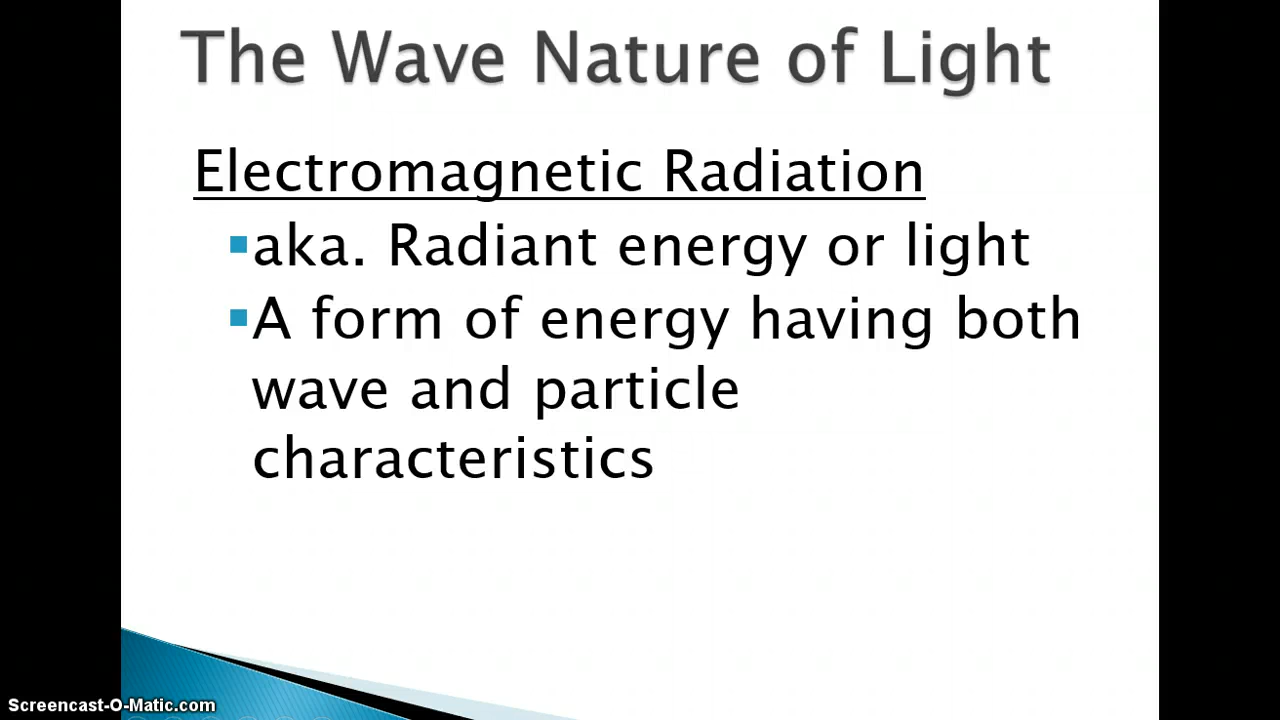 The Wave Nature of Light
Electromagnetic Radiation
▪aka. Radiant energy or light
▪A form of energy having both
wave and particle
characteristics
Screencast-O-Matic.com